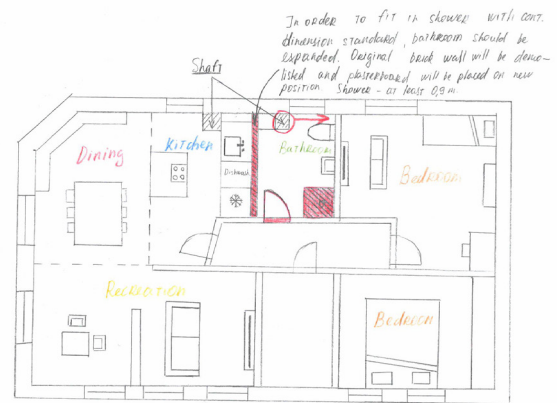 In order to fit in shower with cont.
dimension standard, bathroom should be
expanded. Original brick wall will be demo-
lished and plasterboard will be placed on new
position. Shower - at least 0,9 m.
Shaft
Dining
Kitchen
Bathroom
Dishwash
Bedroom
Recreation
Bedroom